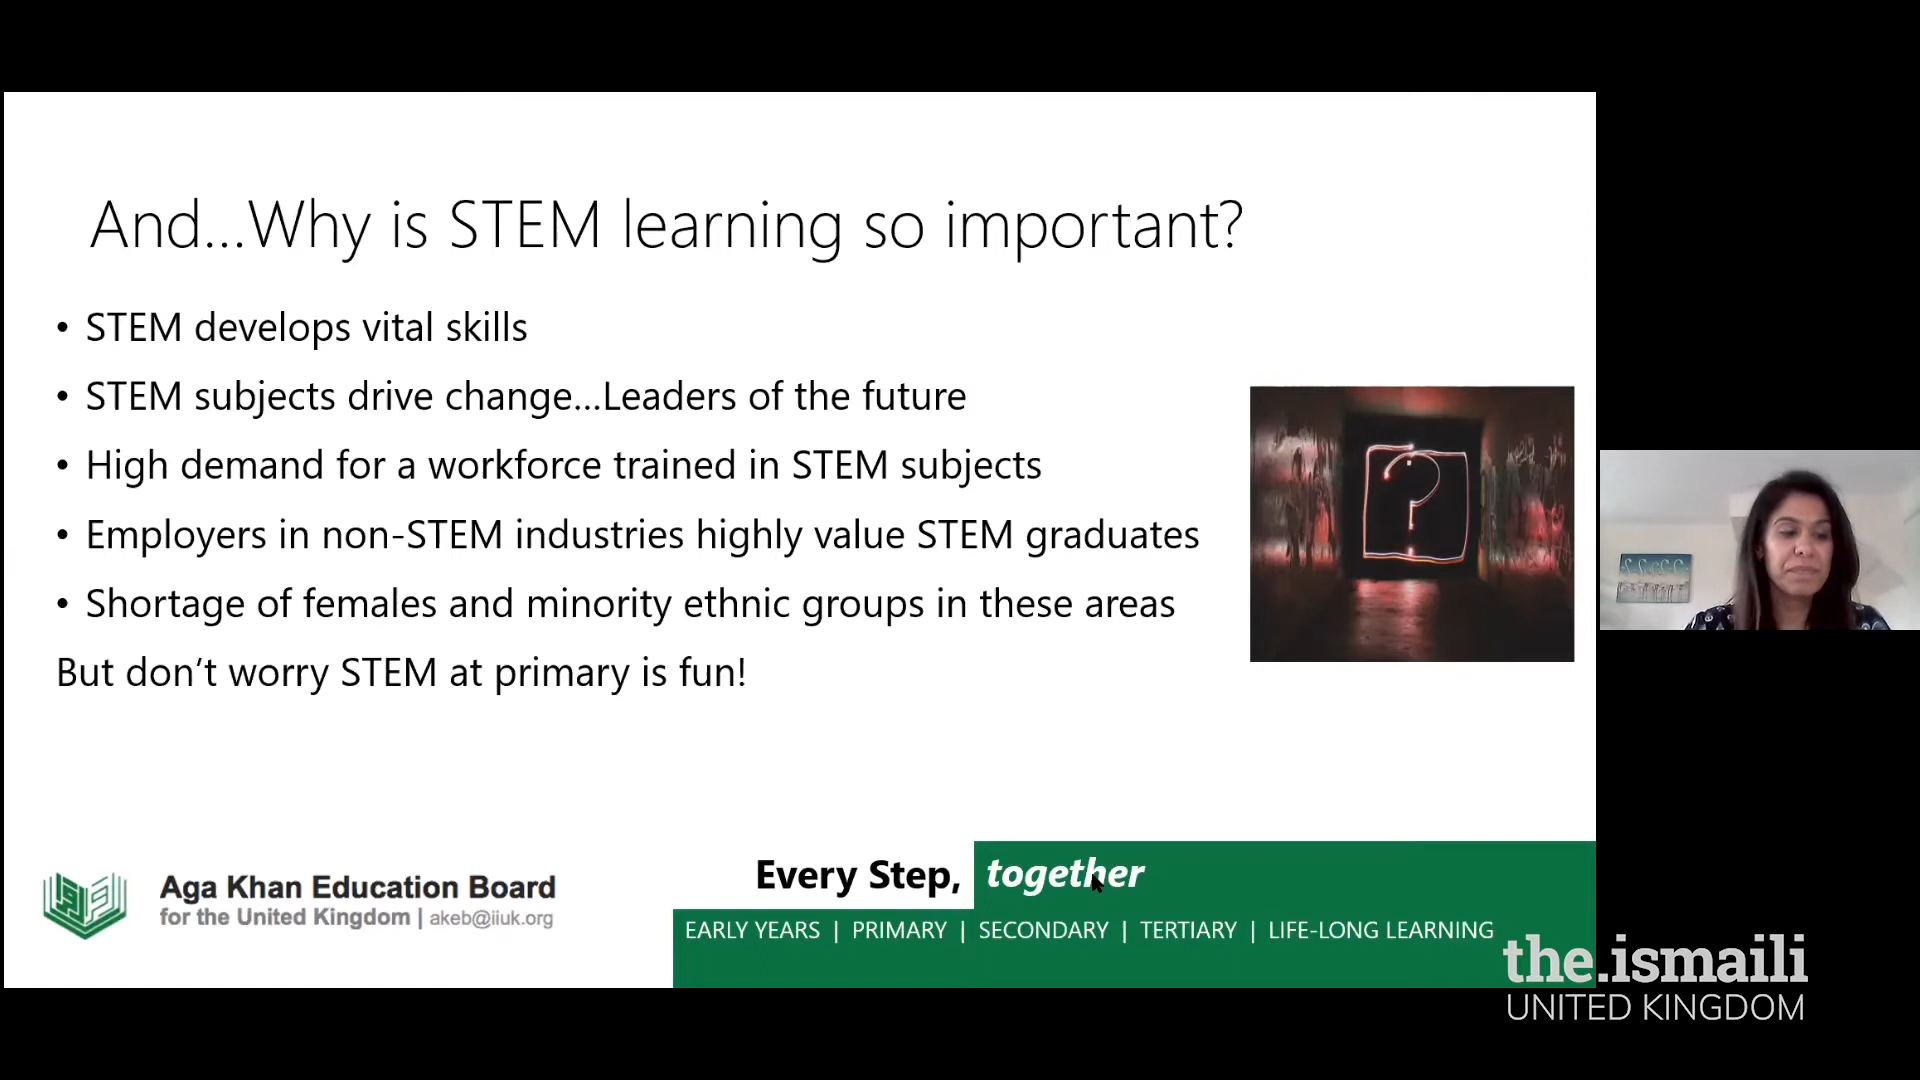 And...Why is STEM learning so important?
• STEM develops vital skills
• STEM subjects drive change...Leaders of the future
• High demand for a workforce trained in STEM subjects
• Employers in non-STEM industries highly value STEM graduates
• Shortage of females and minority ethnic groups in these areas
But don’t worry STEM at primary is fun!
?
Aga Khan Education Board
for the United Kingdom | akeb@iiuk.org
Every Step, together
EARLY YEARS | PRIMARY | SECONDARY | TERTIARY | LIFE-LONG LEARNING
the.ismaili
UNITED KINGDOM